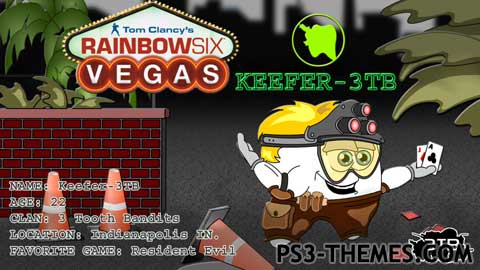 Tom Clancy's
RAINBOWSIX
VEGAS
KEEFER-3TB
NAME: Keefer-3TB
AGE: 22
CLAN: 3 Tooth Bandits
LOCATION: Indianapolis IN.
FAVORITE GAME: Resident Evil
PS3-THEMES.COM